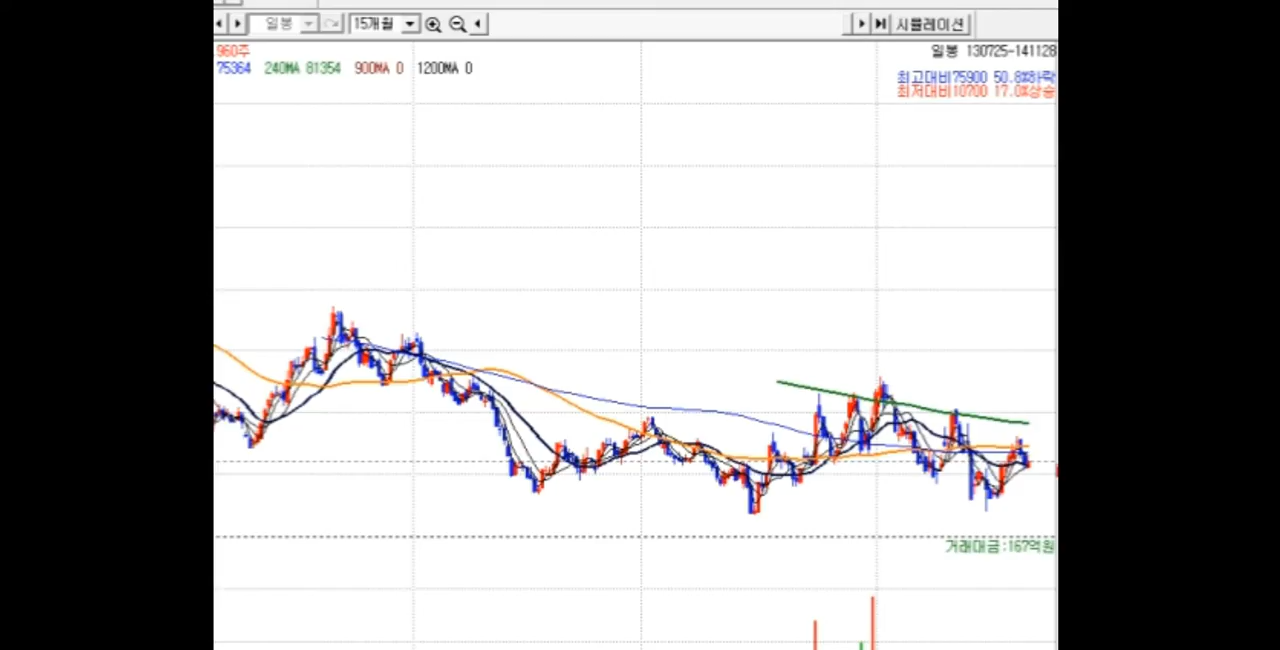 일봉 15개월 시뮬레이션
960주 일봉 130725-141128
75364 240MA 81354 900MA 0 1200MA 0
최고대비75900 50.8%하락
최저대비10700 17.0%상승
거래대금:167억원